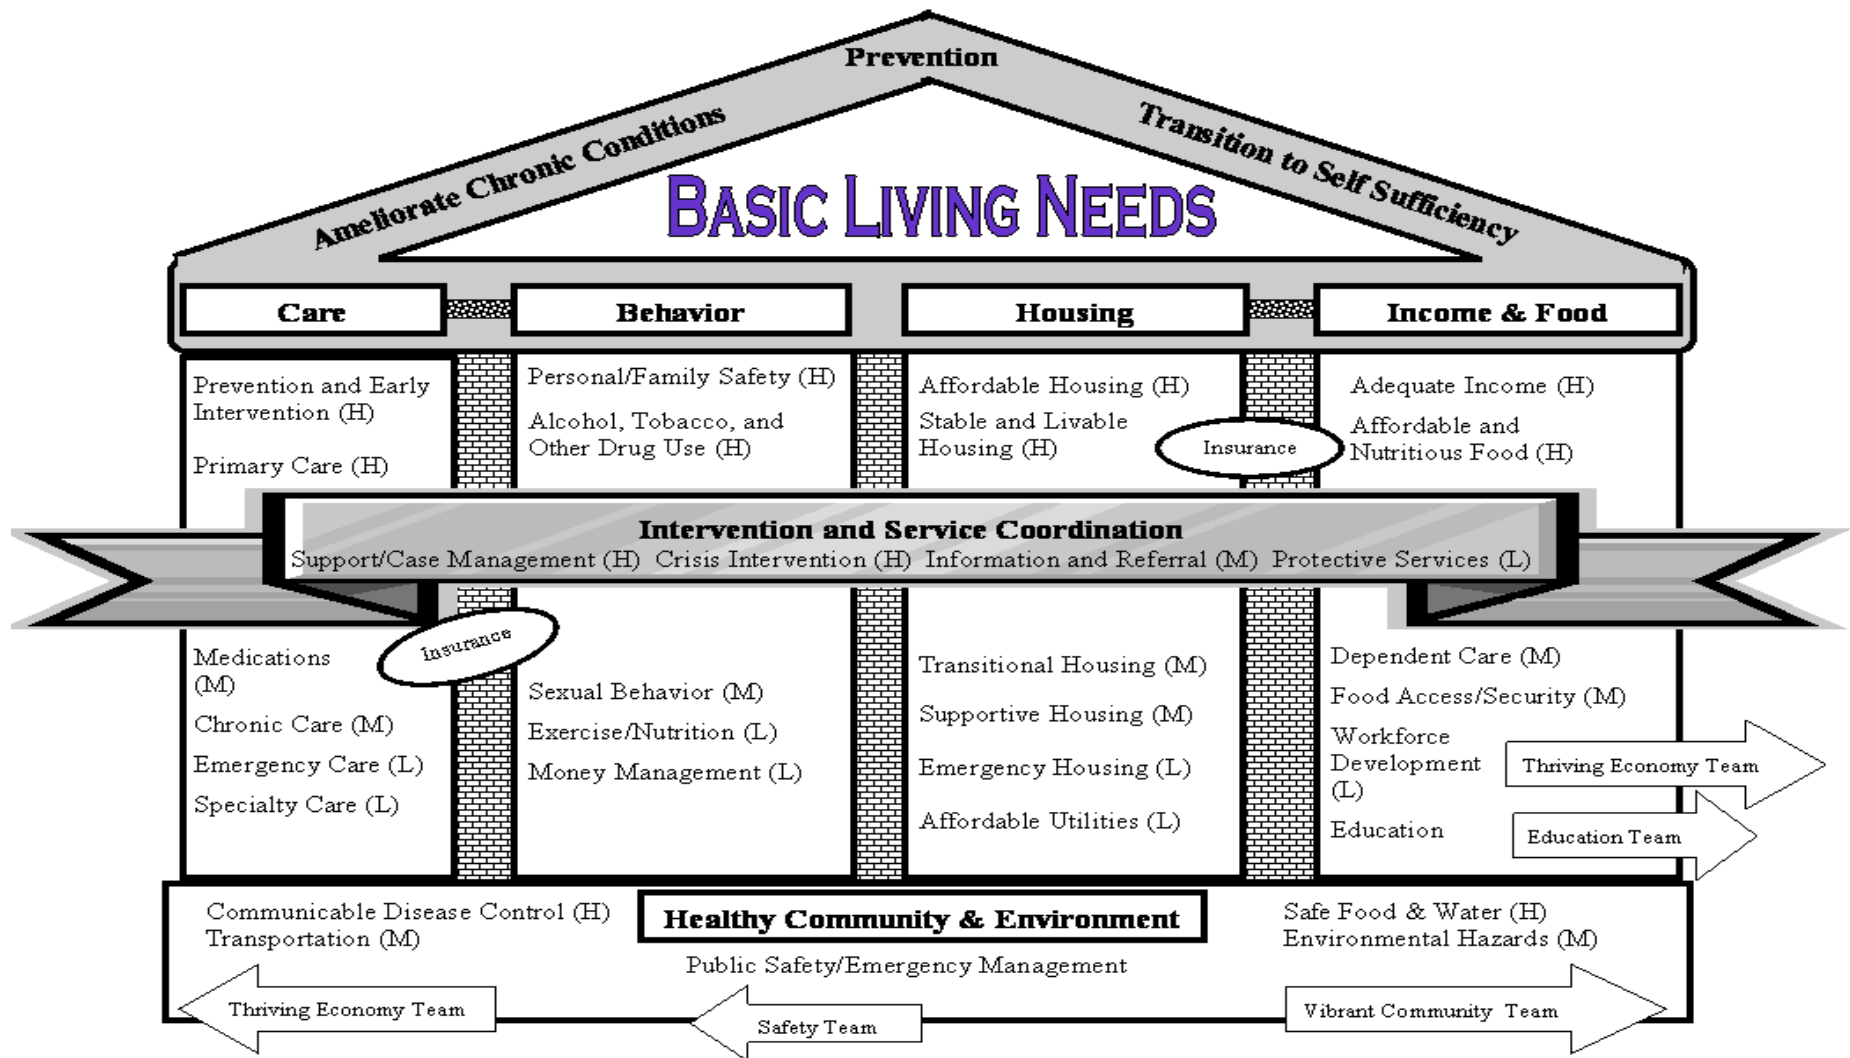 Prevention
Ameliorate Chronic Conditions
Transition to Self Sufficiency
BASIC LIVING NEEDS
Care
Behavior
Housing
Income & Food
Prevention and Early
Intervention (H)
Primary Care (H)
Personal/Family Safety (H)
Alcohol, Tobacco, and
Other Drug Use (H)
Affordable Housing (H)
Stable and Livable
Housing (H)
Insurance
Adequate Income (H)
Affordable and
Nutritious Food (H)
Intervention and Service Coordination
Support/Case Management (H) Crisis Intervention (H) Information and Referral (M) Protective Services (L)
Insurance
Medications
(M)
Chronic Care (M)
Emergency Care (L)
Specialty Care (L)
Sexual Behavior (M)
Exercise/Nutrition (L)
Money Management (L)
Transitional Housing (M)
Supportive Housing (M)
Emergency Housing (L)
Affordable Utilities (L)
Dependent Care (M)
Food Access/Security (M)
Workforce
Development
(L)
Thriving Economy Team
Education
Education Team
Communicable Disease Control (H)
Transportation (M)
Healthy Community & Environment
Safe Food & Water (H)
Environmental Hazards (M)
Public Safety/Emergency Management
Thriving Economy Team
Safety Team
Vibrant Community Team